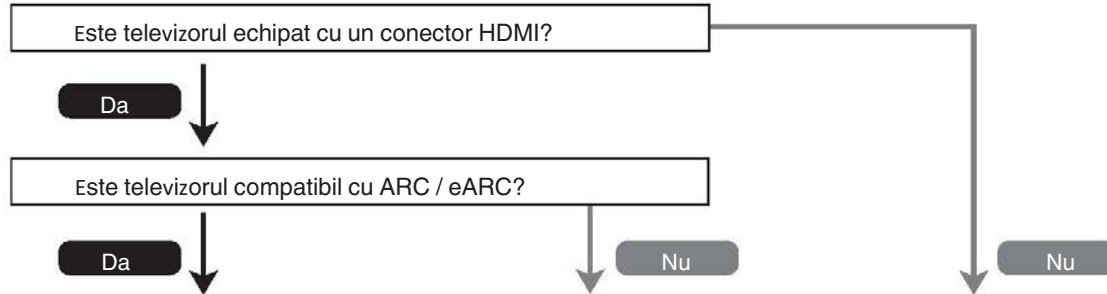 Este televizorul echipat cu un conector HDMI?
Da
Este televizorul compatibil cu ARC / eARC?
Da
Nu
Nu